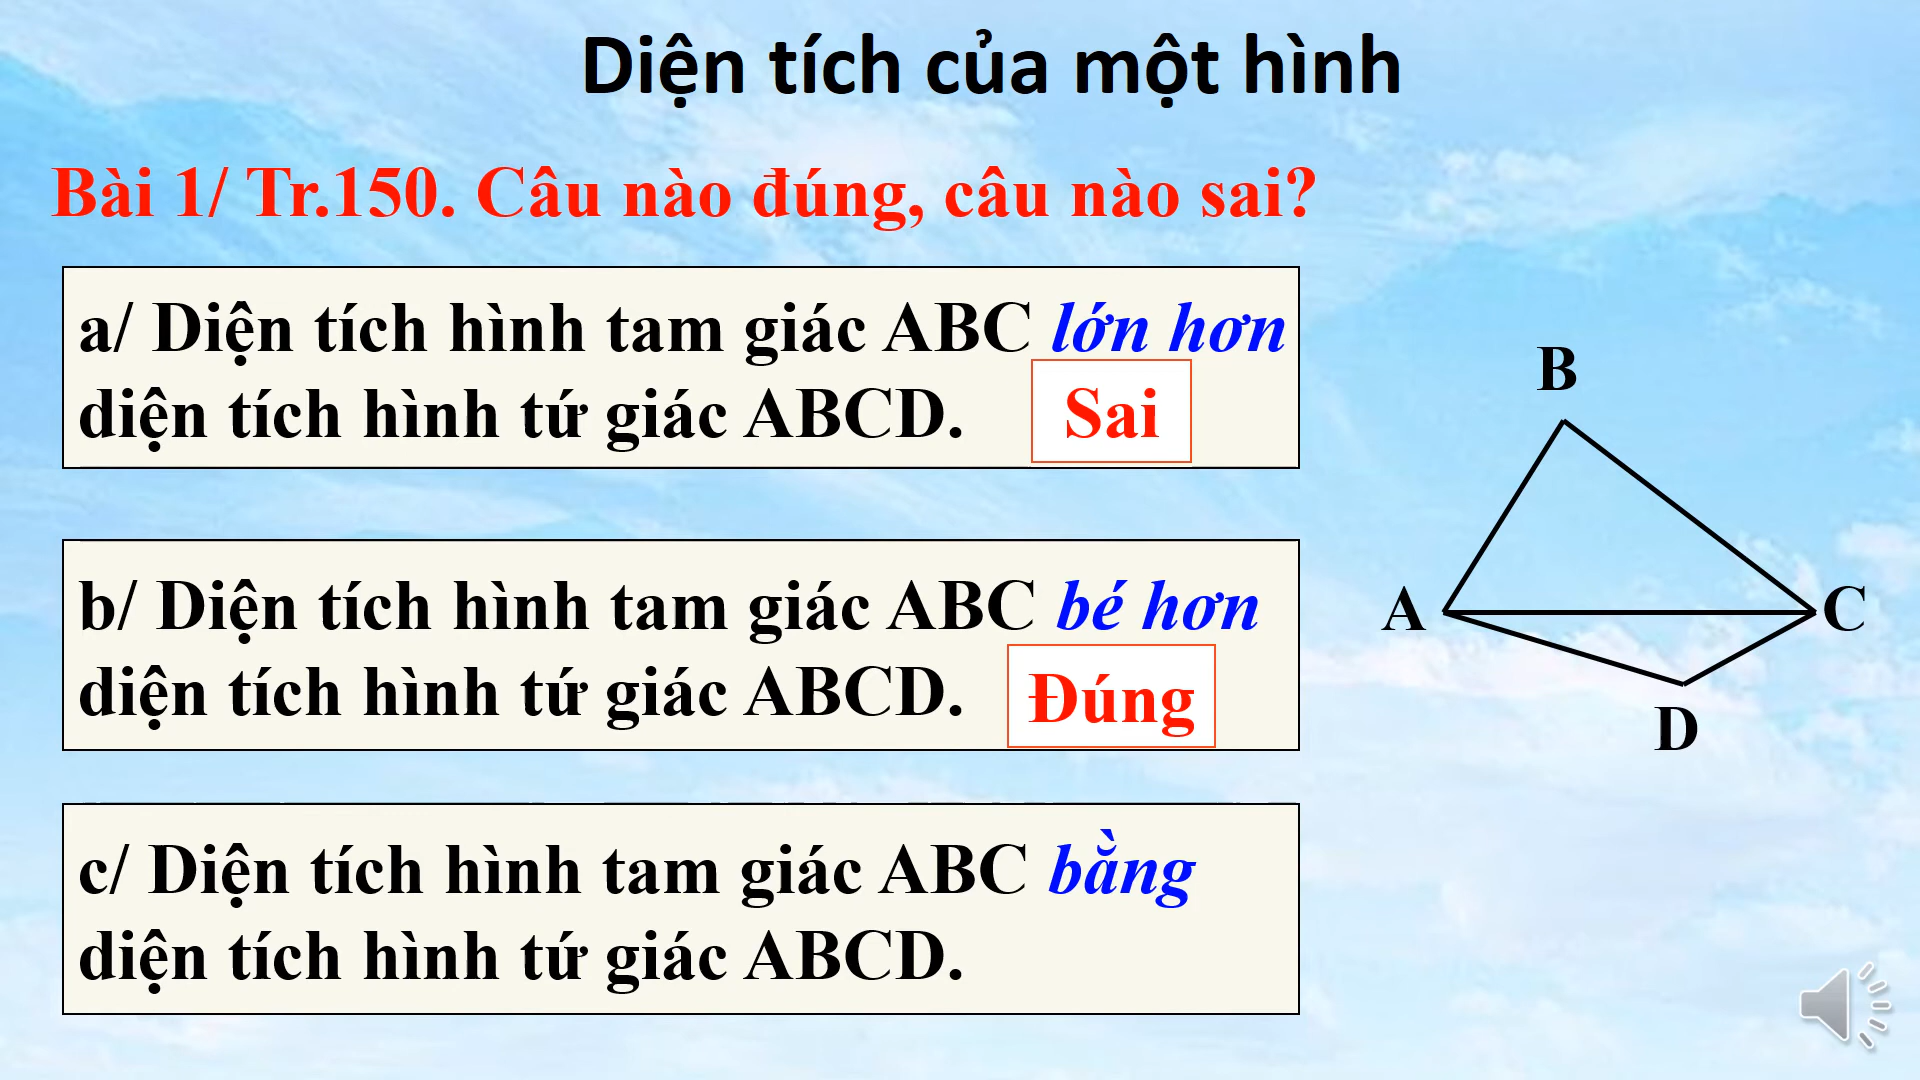 Diện tích của một hình
Bài 1/ Tr.150. Câu nào đúng, câu nào sai?
a/ Diện tích hình tam giác ABC lớn hơn
diện tích hình tứ giác ABCD.
Sai
b/ Diện tích hình tam giác ABC bé hơn
diện tích hình tứ giác ABCD.
Đúng
c/ Diện tích hình tam giác ABC bằng
diện tích hình tứ giác ABCD.
B
A
C
D